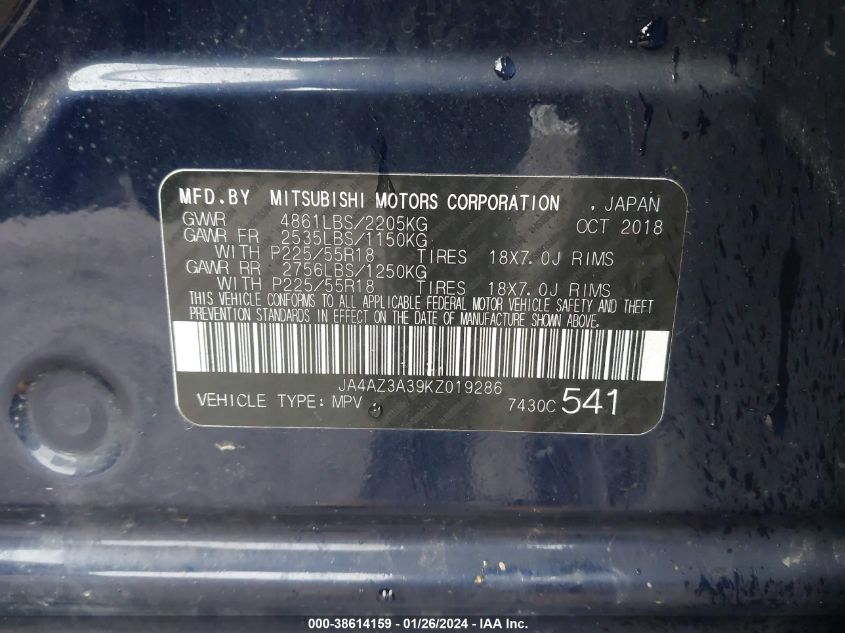 MFD.BY MITSUBISHI MOTORS CORPORATION , JAPAN
GVWR 4861LBS/2205KG OCT 2018
GAWR FR 2535LBS/1150KG
WITH P225/55R18 TIRES 18X7.0J RIMS
GAWR RR 2756LBS/1250KG
WITH P225/55R18 TIRES 18X7.0J RIMS
THIS VEHICLE CONFORMS TO ALL APPLICABLE FEDERAL MOTOR VEHICLE SAFETY AND THEFT
PREVENTION STANDARDS IN EFFECT ON THE DATE OF MANUFACTURE SHOWN ABOVE.
JA4AZ3A39KZ019286
VEHICLE TYPE: MPV 7430C 541
000-38614159 — 01/26/2024 — IAA Inc.